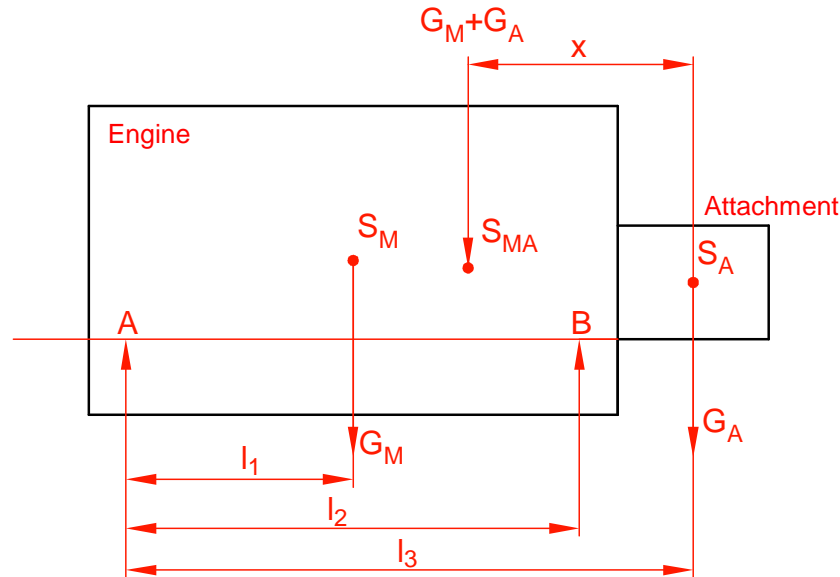 G_M+G_A
x
Engine
Attachment
S_M
S_MA
S_A
A
B
G_M
G_A
l_1
l_2
l_3